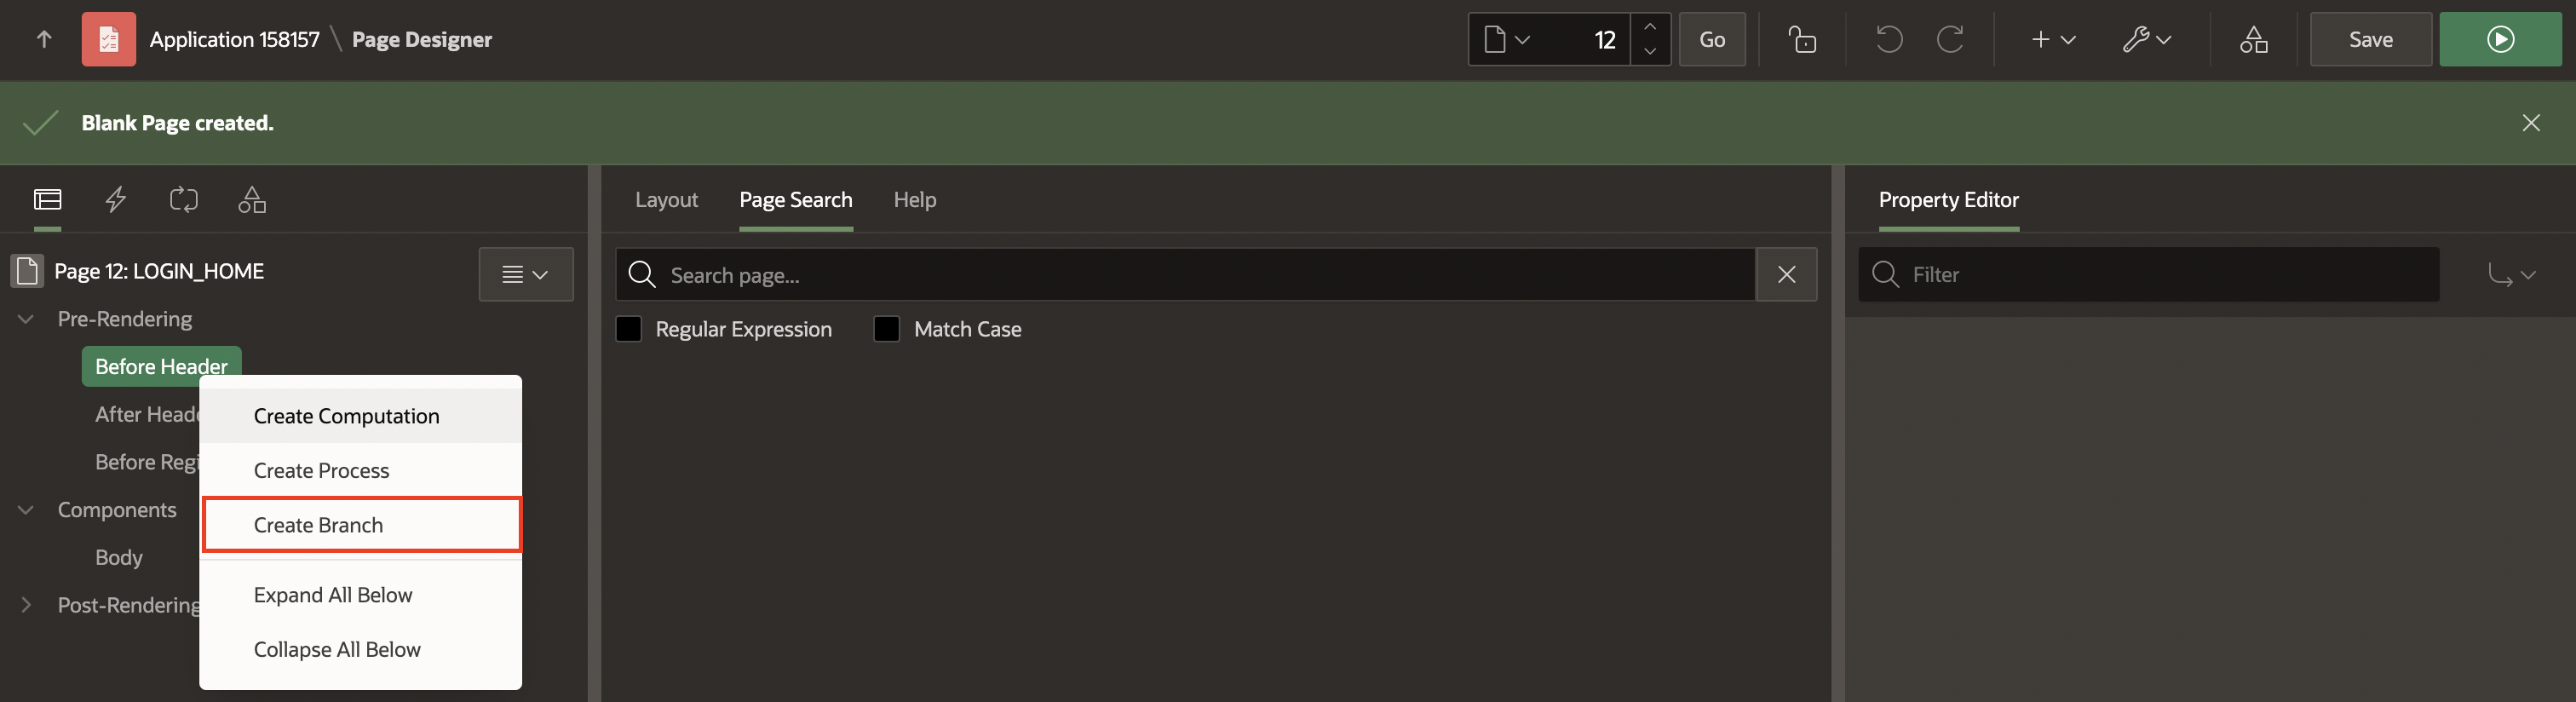 Application 158157 \ Page Designer
12
Go
Save
Blank Page created.
Layout
Page Search
Help
Property Editor
Page 12: LOGIN_HOME
Search page...
Filter
Pre-Rendering
Regular Expression
Match Case
Before Header
After Heade
Before Regi
Components
Body
Post-Rendering
Create Computation
Create Process
Create Branch
Expand All Below
Collapse All Below